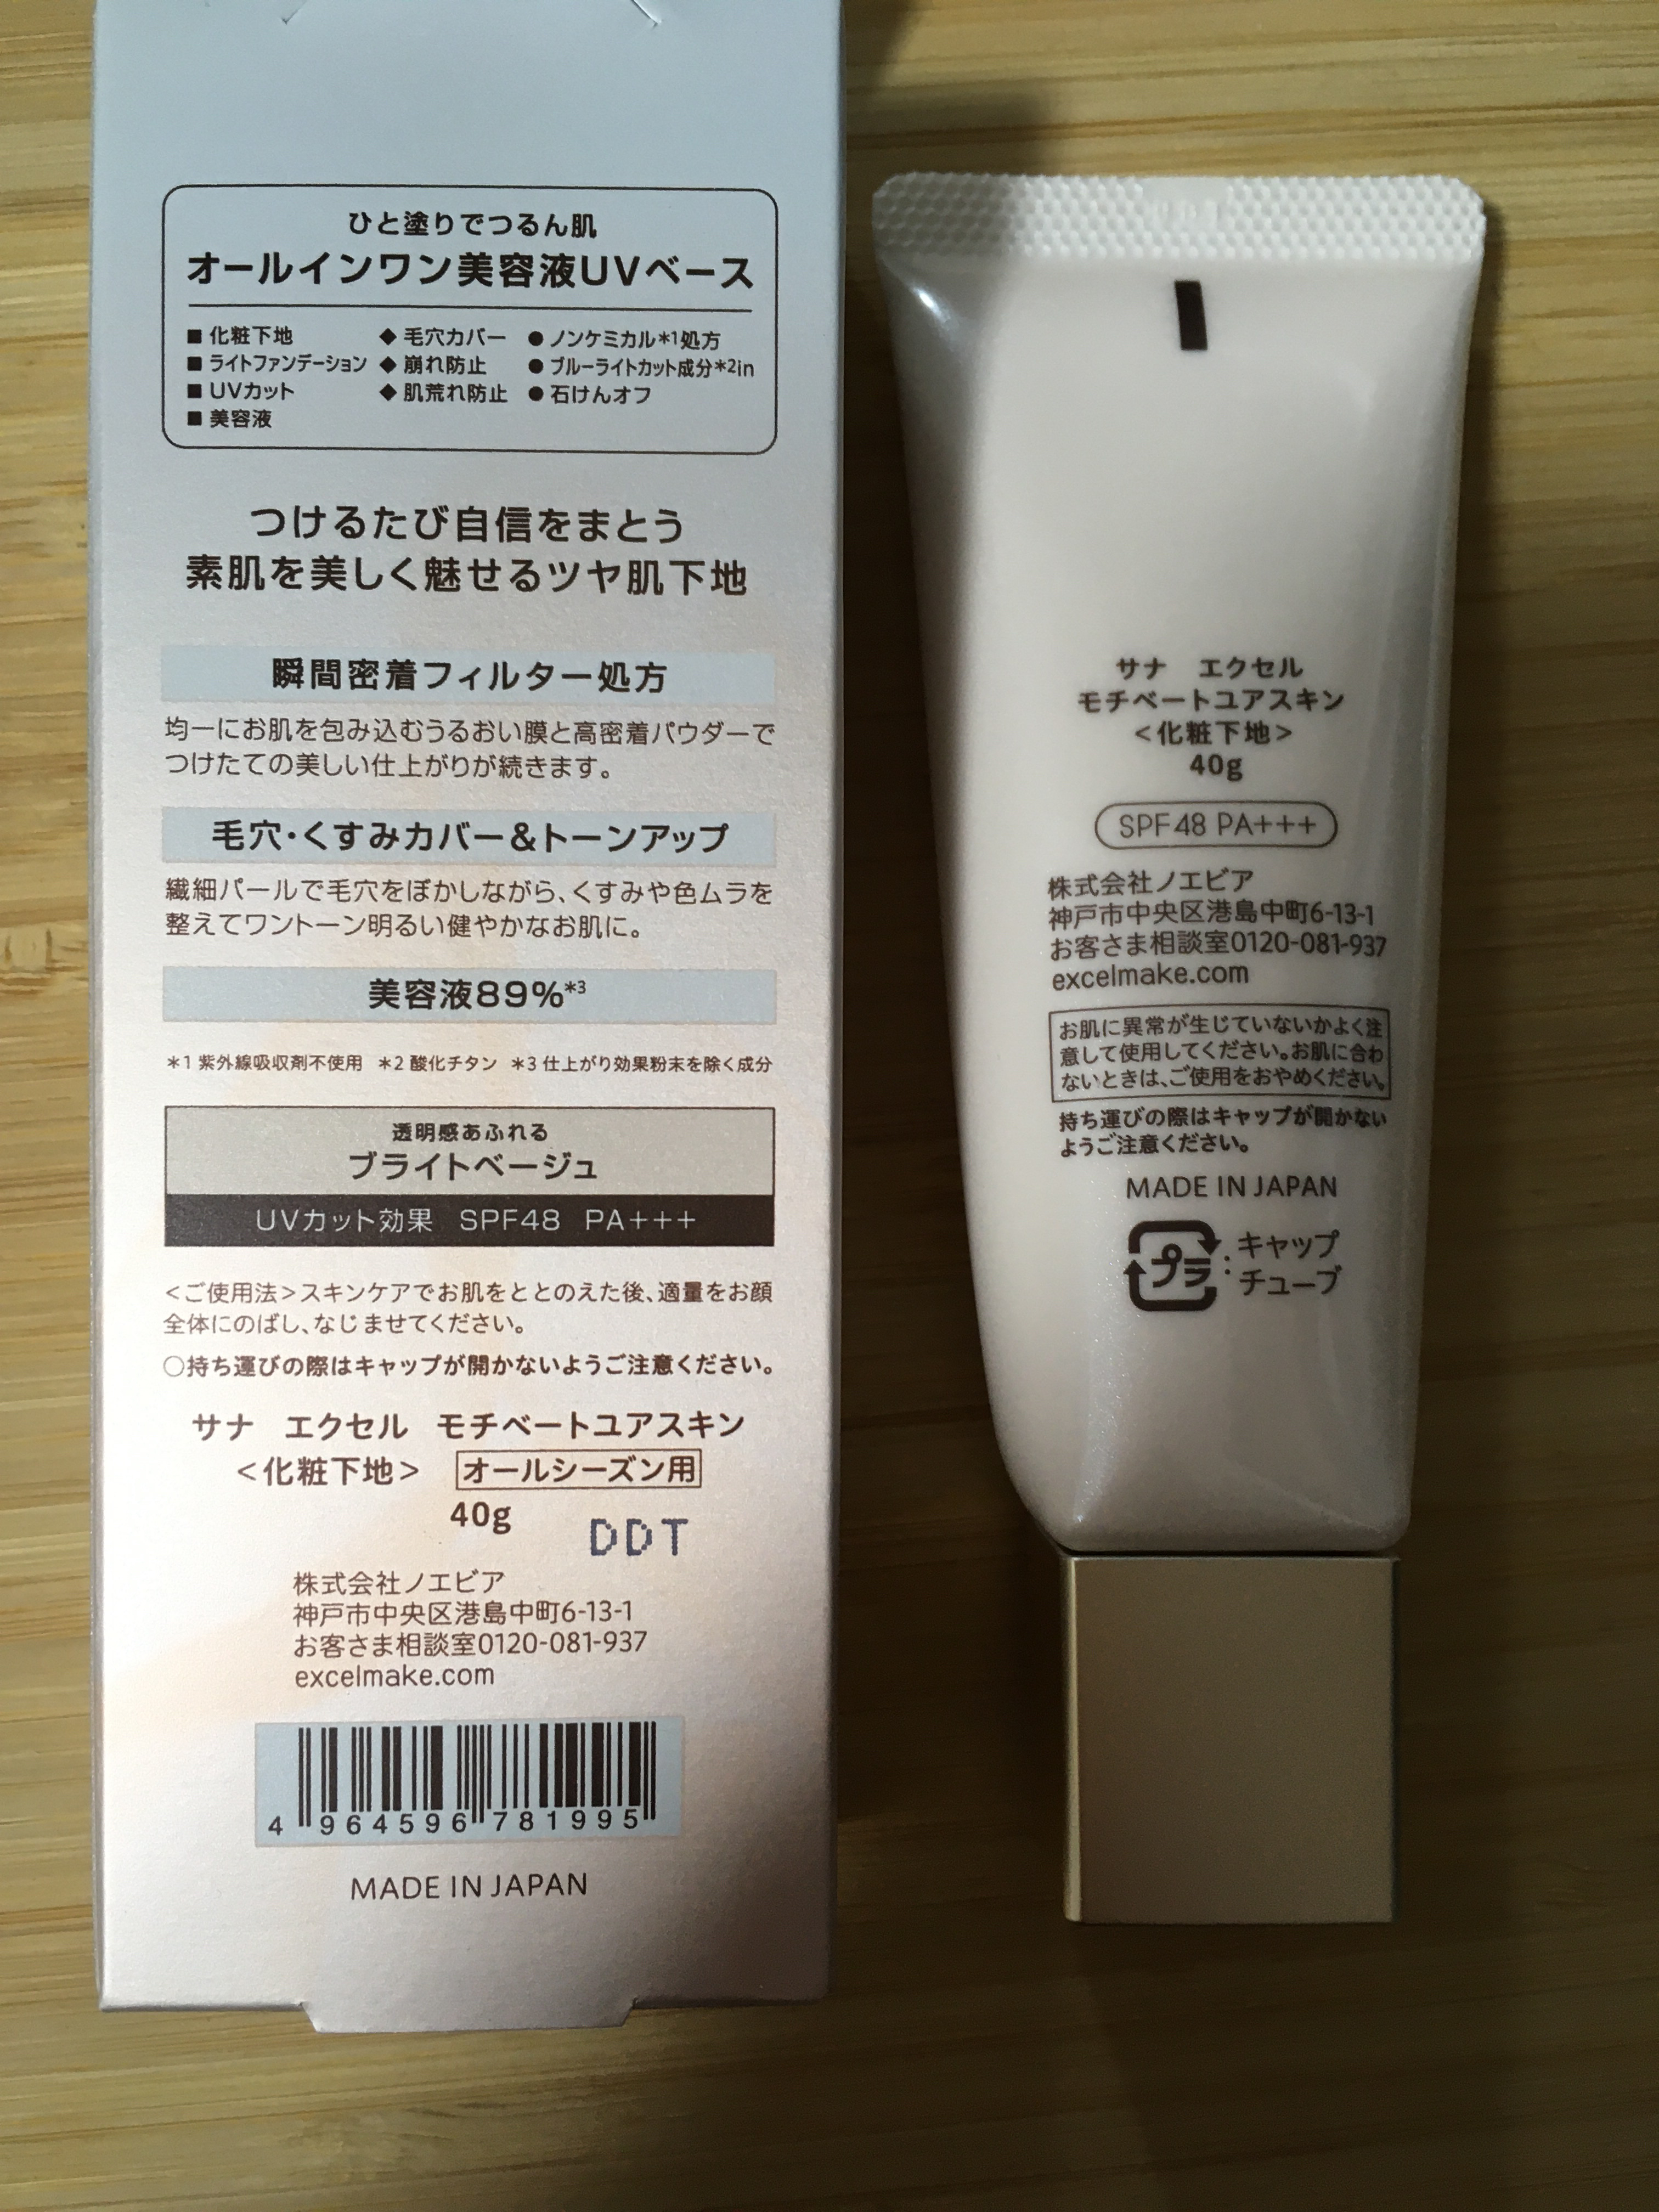 ひと塗りでつるん肌
オールインワン美容液UVベース
■ 化粧下地 ◆ 毛穴カバー ● ノンケミカル*1処方
■ ライトファンデーション ◆ 崩れ防止 ● ブルーライトカット成分*2in
■ UVカット ◆ 肌荒れ防止 ● 石けんオフ
■ 美容液
つけるたび自信をまとう
素肌を美しく魅せるツヤ肌下地
瞬間密着フィルター処方
均一にお肌を包み込むうるおい膜と高密着パウダーで
つけたての美しい仕上がりが続きます。
毛穴・くすみカバー&トーンアップ
繊細パールで毛穴をぼかしながら、くすみや色ムラを
整えてワントーン明るい健やかなお肌に。
美容液89%*3
*1 紫外線吸収剤不使用 *2 酸化チタン *3 仕上がり効果粉末を除く成分
透明感あふれる
ブライトベージュ
UVカット効果 SPF48 PA+++
<ご使用法>スキンケアでお肌をととのえた後、適量をお顔
全体にのばし、なじませてください。
○持ち運びの際はキャップが開かないようご注意ください。
サナ エクセル モチベートユアスキン
<化粧下地> オールシーズン用
40g
DDT
株式会社ノエビア
神戸市中央区港島中町6-13-1
お客さま相談室0120-081-937
excelmake.com
4 964596 781995
MADE IN JAPAN
サナ エクセル
モチベートユアスキン
<化粧下地>
40g
SPF48 PA+++
株式会社ノエビア
神戸市中央区港島中町6-13-1
お客さま相談室0120-081-937
excelmake.com
お肌に異常が生じていないかよく注
意して使用してください。お肌に合わ
ないときは、ご使用をおやめください。
持ち運びの際はキャップが開かない
ようご注意ください。
MADE IN JAPAN
プラ : キャップ
チューブ